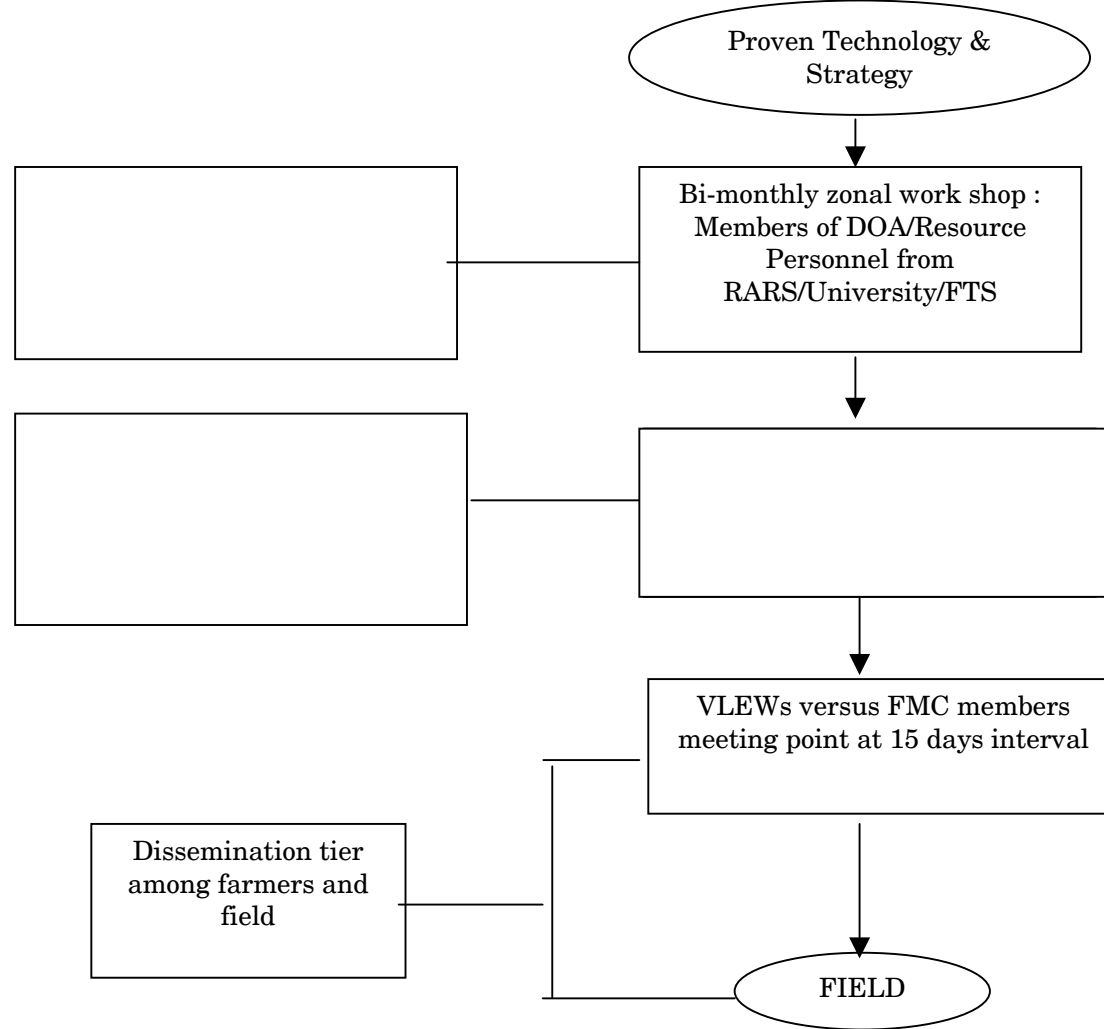 Proven Technology &
Strategy
Bi-monthly zonal work shop :
Members of DOA/Resource
Personnel from
RARS/University/FTS
VLEWs versus FMC members
meeting point at 15 days interval
Dissemination tier
among farmers and
field
FIELD